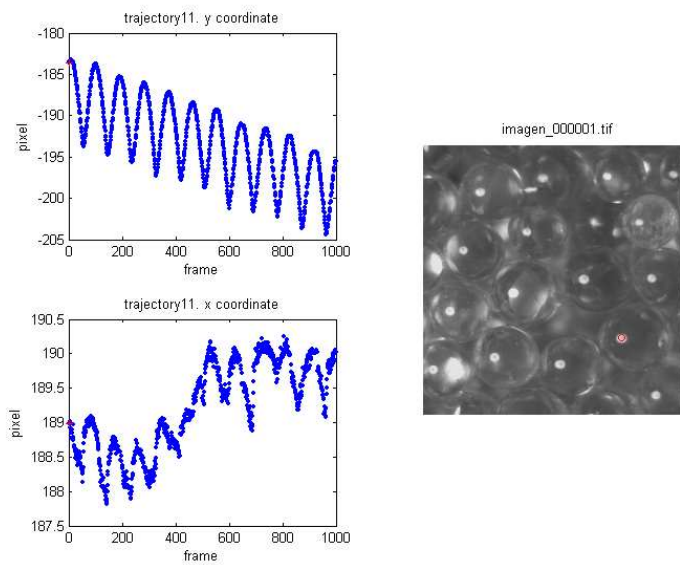 trajectory11. y coordinate
-180
-185
-190
-195
-200
-205
pixel
0 200 400 600 800 1000
frame
trajectory11. x coordinate
190.5
190
189.5
189
188.5
188
187.5
pixel
0 200 400 600 800 1000
frame
imagen_000001.tif